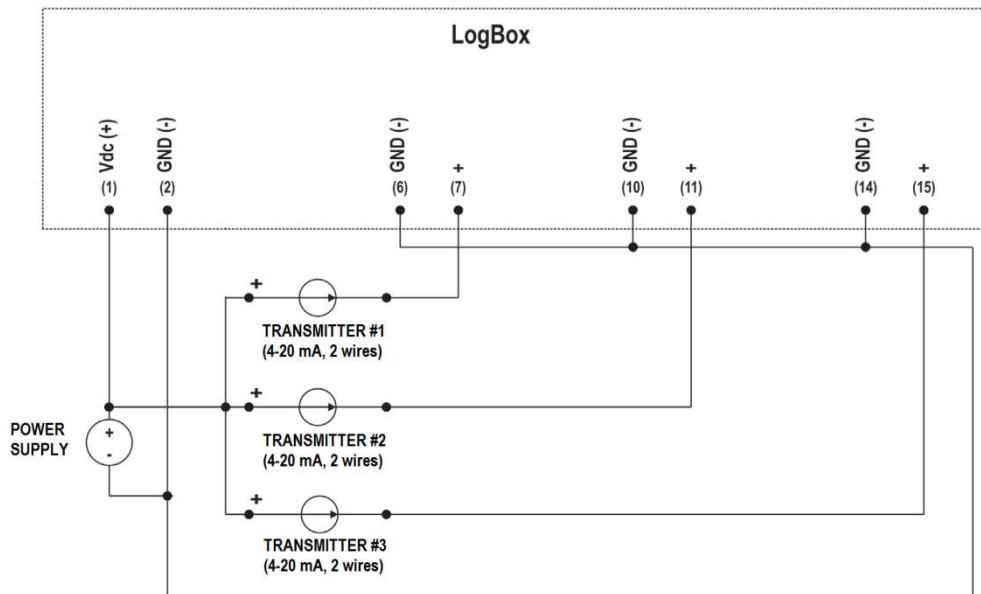 LogBox
Vdc (+)
(1)
GND (-)
(2)
GND (-)
(6)
+
(7)
GND (-)
(10)
+
(11)
GND (-)
(14)
+
(15)
+
TRANSMITTER #1
(4-20 mA, 2 wires)
+
TRANSMITTER #2
(4-20 mA, 2 wires)
POWER
SUPPLY
+
-
+
TRANSMITTER #3
(4-20 mA, 2 wires)